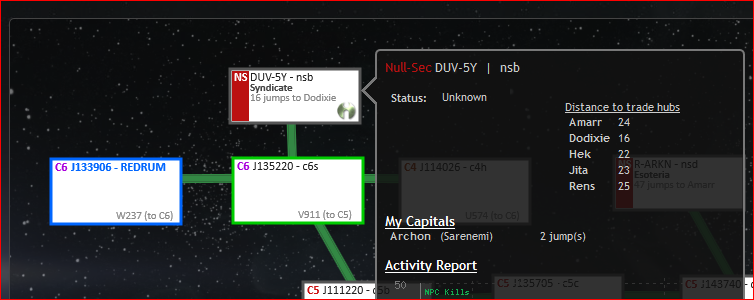 NS DUV-5Y - nsb
Syndicate
16 jumps to Dodixie
C6 J133906 - REDRUM
W237 (to C6)
C6 J135220 - c6s
V911 (to C5)
C4 J114026 - c4h
U574 (to C6)
NS R-ARKN - nsd
Esoteria
47 jumps to Amarr
C5 J111220 - c5b
C5 J135705 - c5c
C5 J143740
Null-Sec DUV-5Y | nsb
Status: Unknown
Distance to trade hubs
Amarr 24
Dodixie 16
Hek 22
Jita 23
Rens 25
My Capitals
Archon (Sarenemi) 2 jump(s)
Activity Report
50
NPC Kills